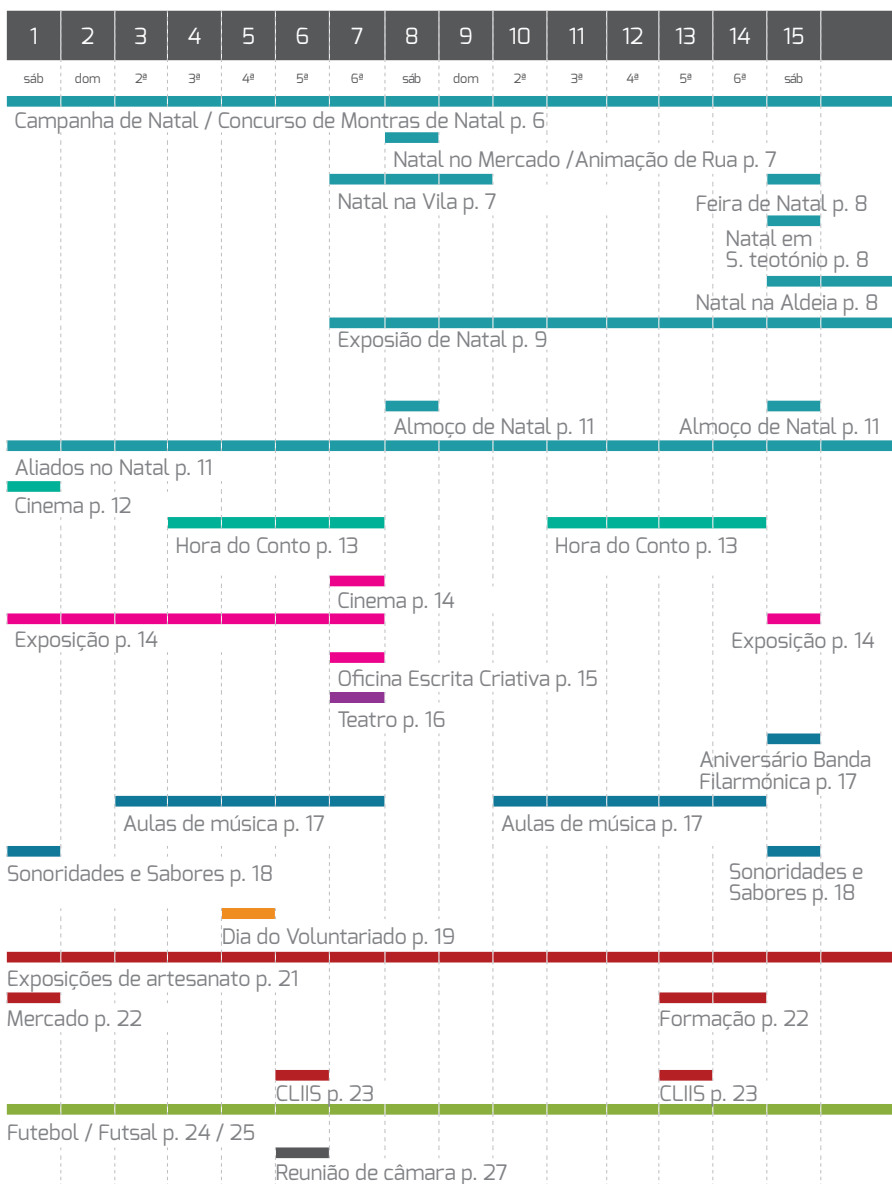 1 2 3 4 5 6 7 8 9 10 11 12 13 14 15
sáb dom 2ª 3ª 4ª 5ª 6ª sáb dom 2ª 3ª 4ª 5ª 6ª sáb
Campanha de Natal / Concurso de Montras de Natal p. 6
Natal no Mercado /Animação de Rua p. 7
Natal na Vila p. 7
Feira de Natal p. 8
Natal em
S. teotónio p. 8
Natal na Aldeia p. 8
Exposião de Natal p. 9
Almoço de Natal p. 11
Almoço de Natal p. 11
Aliados no Natal p. 11
Cinema p. 12
Hora do Conto p. 13
Hora do Conto p. 13
Cinema p. 14
Exposição p. 14
Exposição p. 14
Oficina Escrita Criativa p. 15
Teatro p. 16
Aniversário Banda
Filarmónica p. 17
Aulas de música p. 17
Aulas de música p. 17
Sonoridades e Sabores p. 18
Sonoridades e
Sabores p. 18
Dia do Voluntariado p. 19
Exposições de artesanato p. 21
Mercado p. 22
Formação p. 22
CLIIS p. 23
CLIIS p. 23
Futebol / Futsal p. 24 / 25
Reunião de câmara p. 27